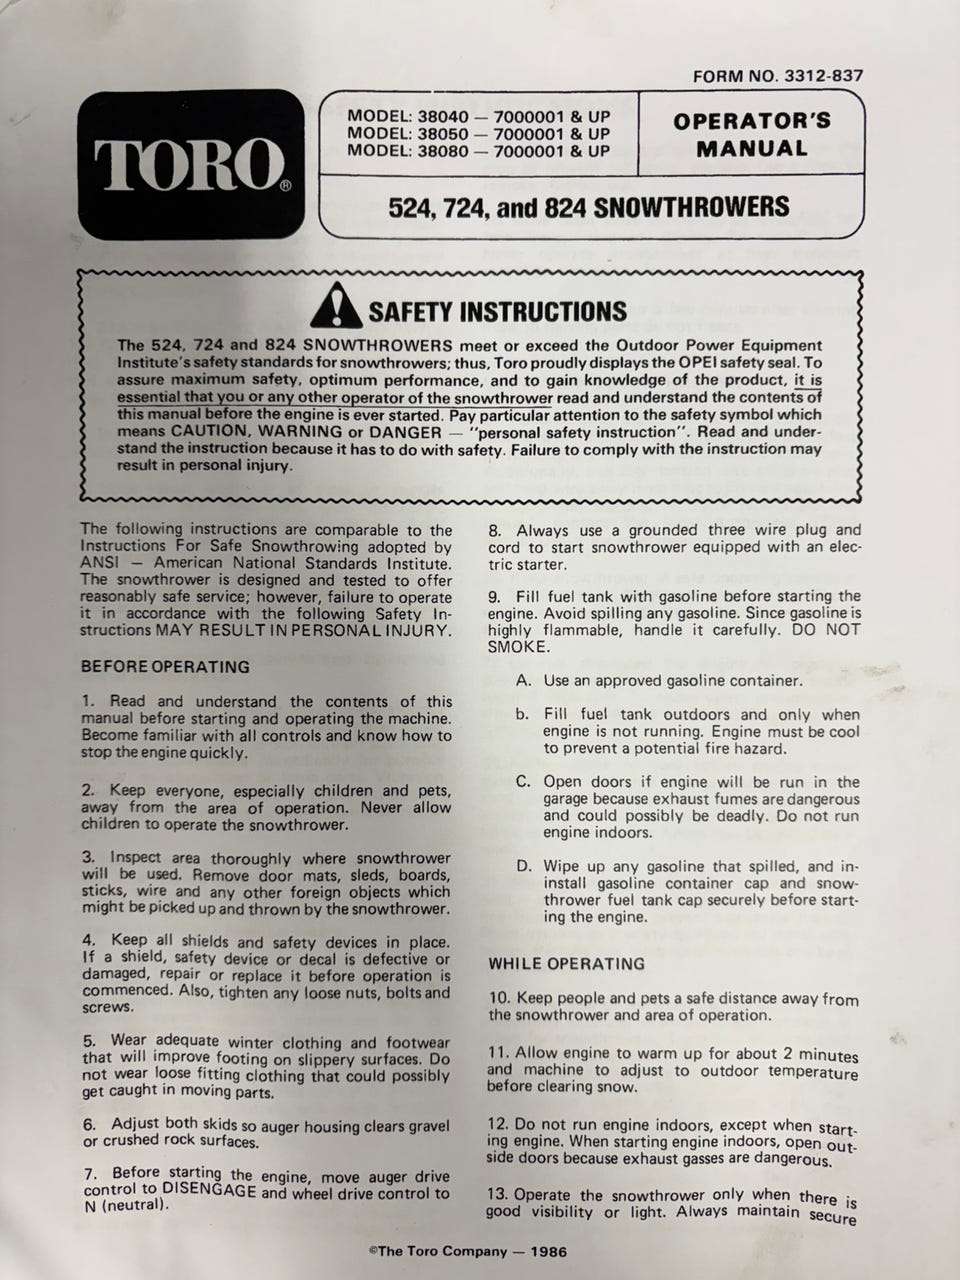 FORM NO. 3312-837
TORO®
MODEL: 38040 — 7000001 & UP
MODEL: 38050 — 7000001 & UP
MODEL: 38080 — 7000001 & UP
OPERATOR'S
MANUAL
524, 724, and 824 SNOWTHROWERS
SAFETY INSTRUCTIONS
The 524, 724 and 824 SNOWTHROWERS meet or exceed the Outdoor Power Equipment
Institute's safety standards for snowthrowers; thus, Toro proudly displays the OPEI safety seal. To
assure maximum safety, optimum performance, and to gain knowledge of the product, it is
essential that you or any other operator of the snowthrower read and understand the contents of
this manual before the engine is ever started. Pay particular attention to the safety symbol which
means CAUTION, WARNING or DANGER — "personal safety instruction". Read and under-
stand the instruction because it has to do with safety. Failure to comply with the instruction may
result in personal injury.
The following instructions are comparable to the
Instructions For Safe Snowthrowing adopted by
ANSI — American National Standards Institute.
The snowthrower is designed and tested to offer
reasonably safe service; however, failure to operate
it in accordance with the following Safety In-
structions MAY RESULT IN PERSONAL INJURY.
BEFORE OPERATING
1. Read and understand the contents of this
manual before starting and operating the machine.
Become familiar with all controls and know how to
stop the engine quickly.
2. Keep everyone, especially children and pets,
away from the area of operation. Never allow
children to operate the snowthrower.
3. Inspect area thoroughly where snowthrower
will be used. Remove door mats, sleds, boards,
sticks, wire and any other foreign objects which
might be picked up and thrown by the snowthrower.
4. Keep all shields and safety devices in place.
If a shield, safety device or decal is defective or
damaged, repair or replace it before operation is
commenced. Also, tighten any loose nuts, bolts and
screws.
5. Wear adequate winter clothing and footwear
that will improve footing on slippery surfaces. Do
not wear loose fitting clothing that could possibly
get caught in moving parts.
6. Adjust both skids so auger housing clears gravel
or crushed rock surfaces.
7. Before starting the engine, move auger drive
control to DISENGAGE and wheel drive control to
N (neutral).
8. Always use a grounded three wire plug and
cord to start snowthrower equipped with an elec-
tric starter.
9. Fill fuel tank with gasoline before starting the
engine. Avoid spilling any gasoline. Since gasoline is
highly flammable, handle it carefully. DO NOT
SMOKE.
A. Use an approved gasoline container.
b. Fill fuel tank outdoors and only when
engine is not running. Engine must be cool
to prevent a potential fire hazard.
C. Open doors if engine will be run in the
garage because exhaust fumes are dangerous
and could possibly be deadly. Do not run
engine indoors.
D. Wipe up any gasoline that spilled, and in-
install gasoline container cap and snow-
thrower fuel tank cap securely before start-
ing the engine.
WHILE OPERATING
10. Keep people and pets a safe distance away from
the snowthrower and area of operation.
11. Allow engine to warm up for about 2 minutes
and machine to adjust to outdoor temperature
before clearing snow.
12. Do not run engine indoors, except when start-
ing engine. When starting engine indoors, open out-
side doors because exhaust gasses are dangerous.
13. Operate the snowthrower only when there is
good visibility or light. Always maintain secure
©The Toro Company — 1986